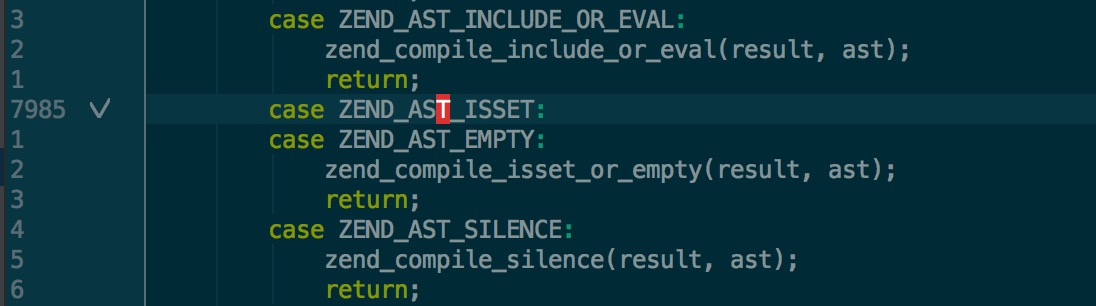 3 case ZEND_AST_INCLUDE_OR_EVAL:
2 zend_compile_include_or_eval(result, ast);
1 return;
7985 ✓ case ZEND_AST_ISSET:
1 case ZEND_AST_EMPTY:
2 zend_compile_isset_or_empty(result, ast);
3 return;
4 case ZEND_AST_SILENCE:
5 zend_compile_silence(result, ast);
6 return;